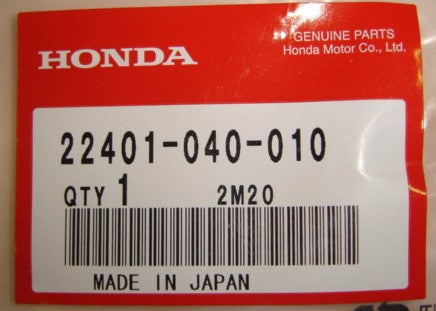 HONDA
GENUINE PARTS
Honda Motor Co., Ltd.
22401-040-010
QTY 1 2M20
MADE IN JAPAN